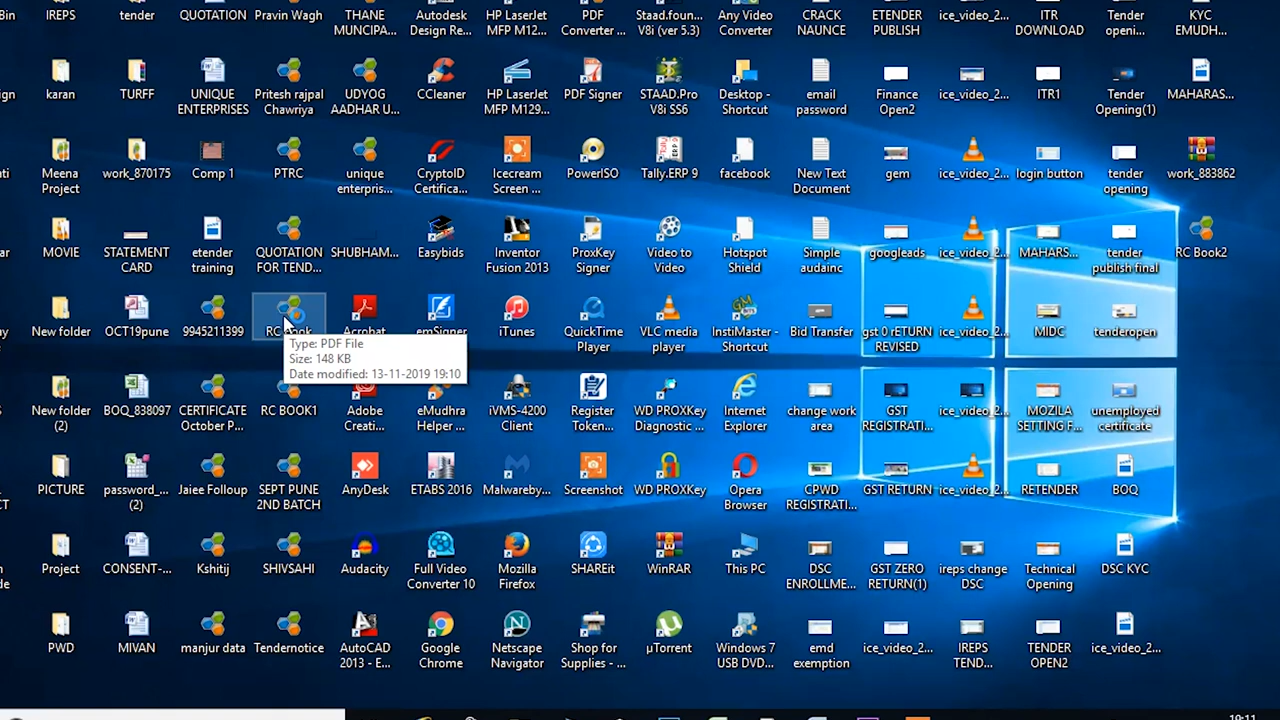 Bin
IREPS
tender
QUOTATION
Pravin Wagh
THANE
MUNCIPA...
Autodesk
Design Re...
HP LaserJet
MFP M12...
PDF
Converter ...
Staad.foun...
V8i (ver 5.3)
Any Video
Converter
CRACK
NAUNCE
ETENDER
PUBLISH
ice_video_2...
ITR
DOWNLOAD
Tender
openi...
KYC
EMUDH...
ign
karan
TURFF
UNIQUE
ENTERPRISES
Pritesh rajpal
Chawriya
UDYOG
AADHAR U...
CCleaner
HP LaserJet
MFP M129...
PDF Signer
STAAD.Pro
V8i SS6
Desktop -
Shortcut
email
password
Finance
Open2
ice_video_2...
ITR1
Tender
Opening(1)
MAHARAS...
ati
Meena
Project
work_870175
Comp 1
PTRC
unique
enterpris...
CryptoID
Certifica...
Icecream
Screen ...
PowerISO
Tally.ERP 9
facebook
New Text
Document
gem
ice_video_2...
login button
tender
opening
work_883862
ar
MOVIE
STATEMENT
CARD
etender
training
QUOTATION
FOR TEND...
SHUBHAM...
Easybids
Inventor
Fusion 2013
ProxKey
Signer
Video to
Video
Hotspot
Shield
Simple
audainc
googleads
ice_video_2...
MAHARS...
tender
publish final
RC Book2
New folder
OCT19pune
9945211399
RC Book
Acrobat
emSigner
iTunes
QuickTime
Player
VLC media
player
InstiMaster -
Shortcut
Bid Transfer
gst 0 rETURN
REVISED
ice_video_2...
MIDC
tenderopen
Type: PDF File
Size: 148 KB
Date modified: 13-11-2019 19:10
New folder
(2)
BOQ_838097
CERTIFICATE
October P...
RC BOOK1
Adobe
Creati...
eMudhra
Helper ...
iVMS-4200
Client
Register
Token...
WD PROXKey
Diagnostic ...
Internet
Explorer
change work
area
GST
REGISTRATI...
ice_video_2...
MOZILA
SETTING F...
unemployed
certificate
PICTURE
password_...
(2)
Jaiee Folloup
SEPT PUNE
2ND BATCH
AnyDesk
ETABS 2016
Malwareby...
Screenshot
WD PROXKey
Opera
Browser
CPWD
REGISTRATI...
GST RETURN
ice_video_2...
RETENDER
BOQ
Project
CONSENT-...
Kshitij
SHIVSAHI
Audacity
Full Video
Converter 10
Mozilla
Firefox
SHAREit
WinRAR
This PC
DSC
ENROLLME...
GST ZERO
RETURN(1)
ireps change
DSC
Technical
Opening
DSC KYC
PWD
MIVAN
manjur data
Tendernotice
AutoCAD
2013 - E...
Google
Chrome
Netscape
Navigator
Shop for
Supplies - ...
µTorrent
Windows 7
USB DVD...
emd
exemption
ice_video_2...
IREPS
TEND...
TENDER
OPEN2
ice_video_2...